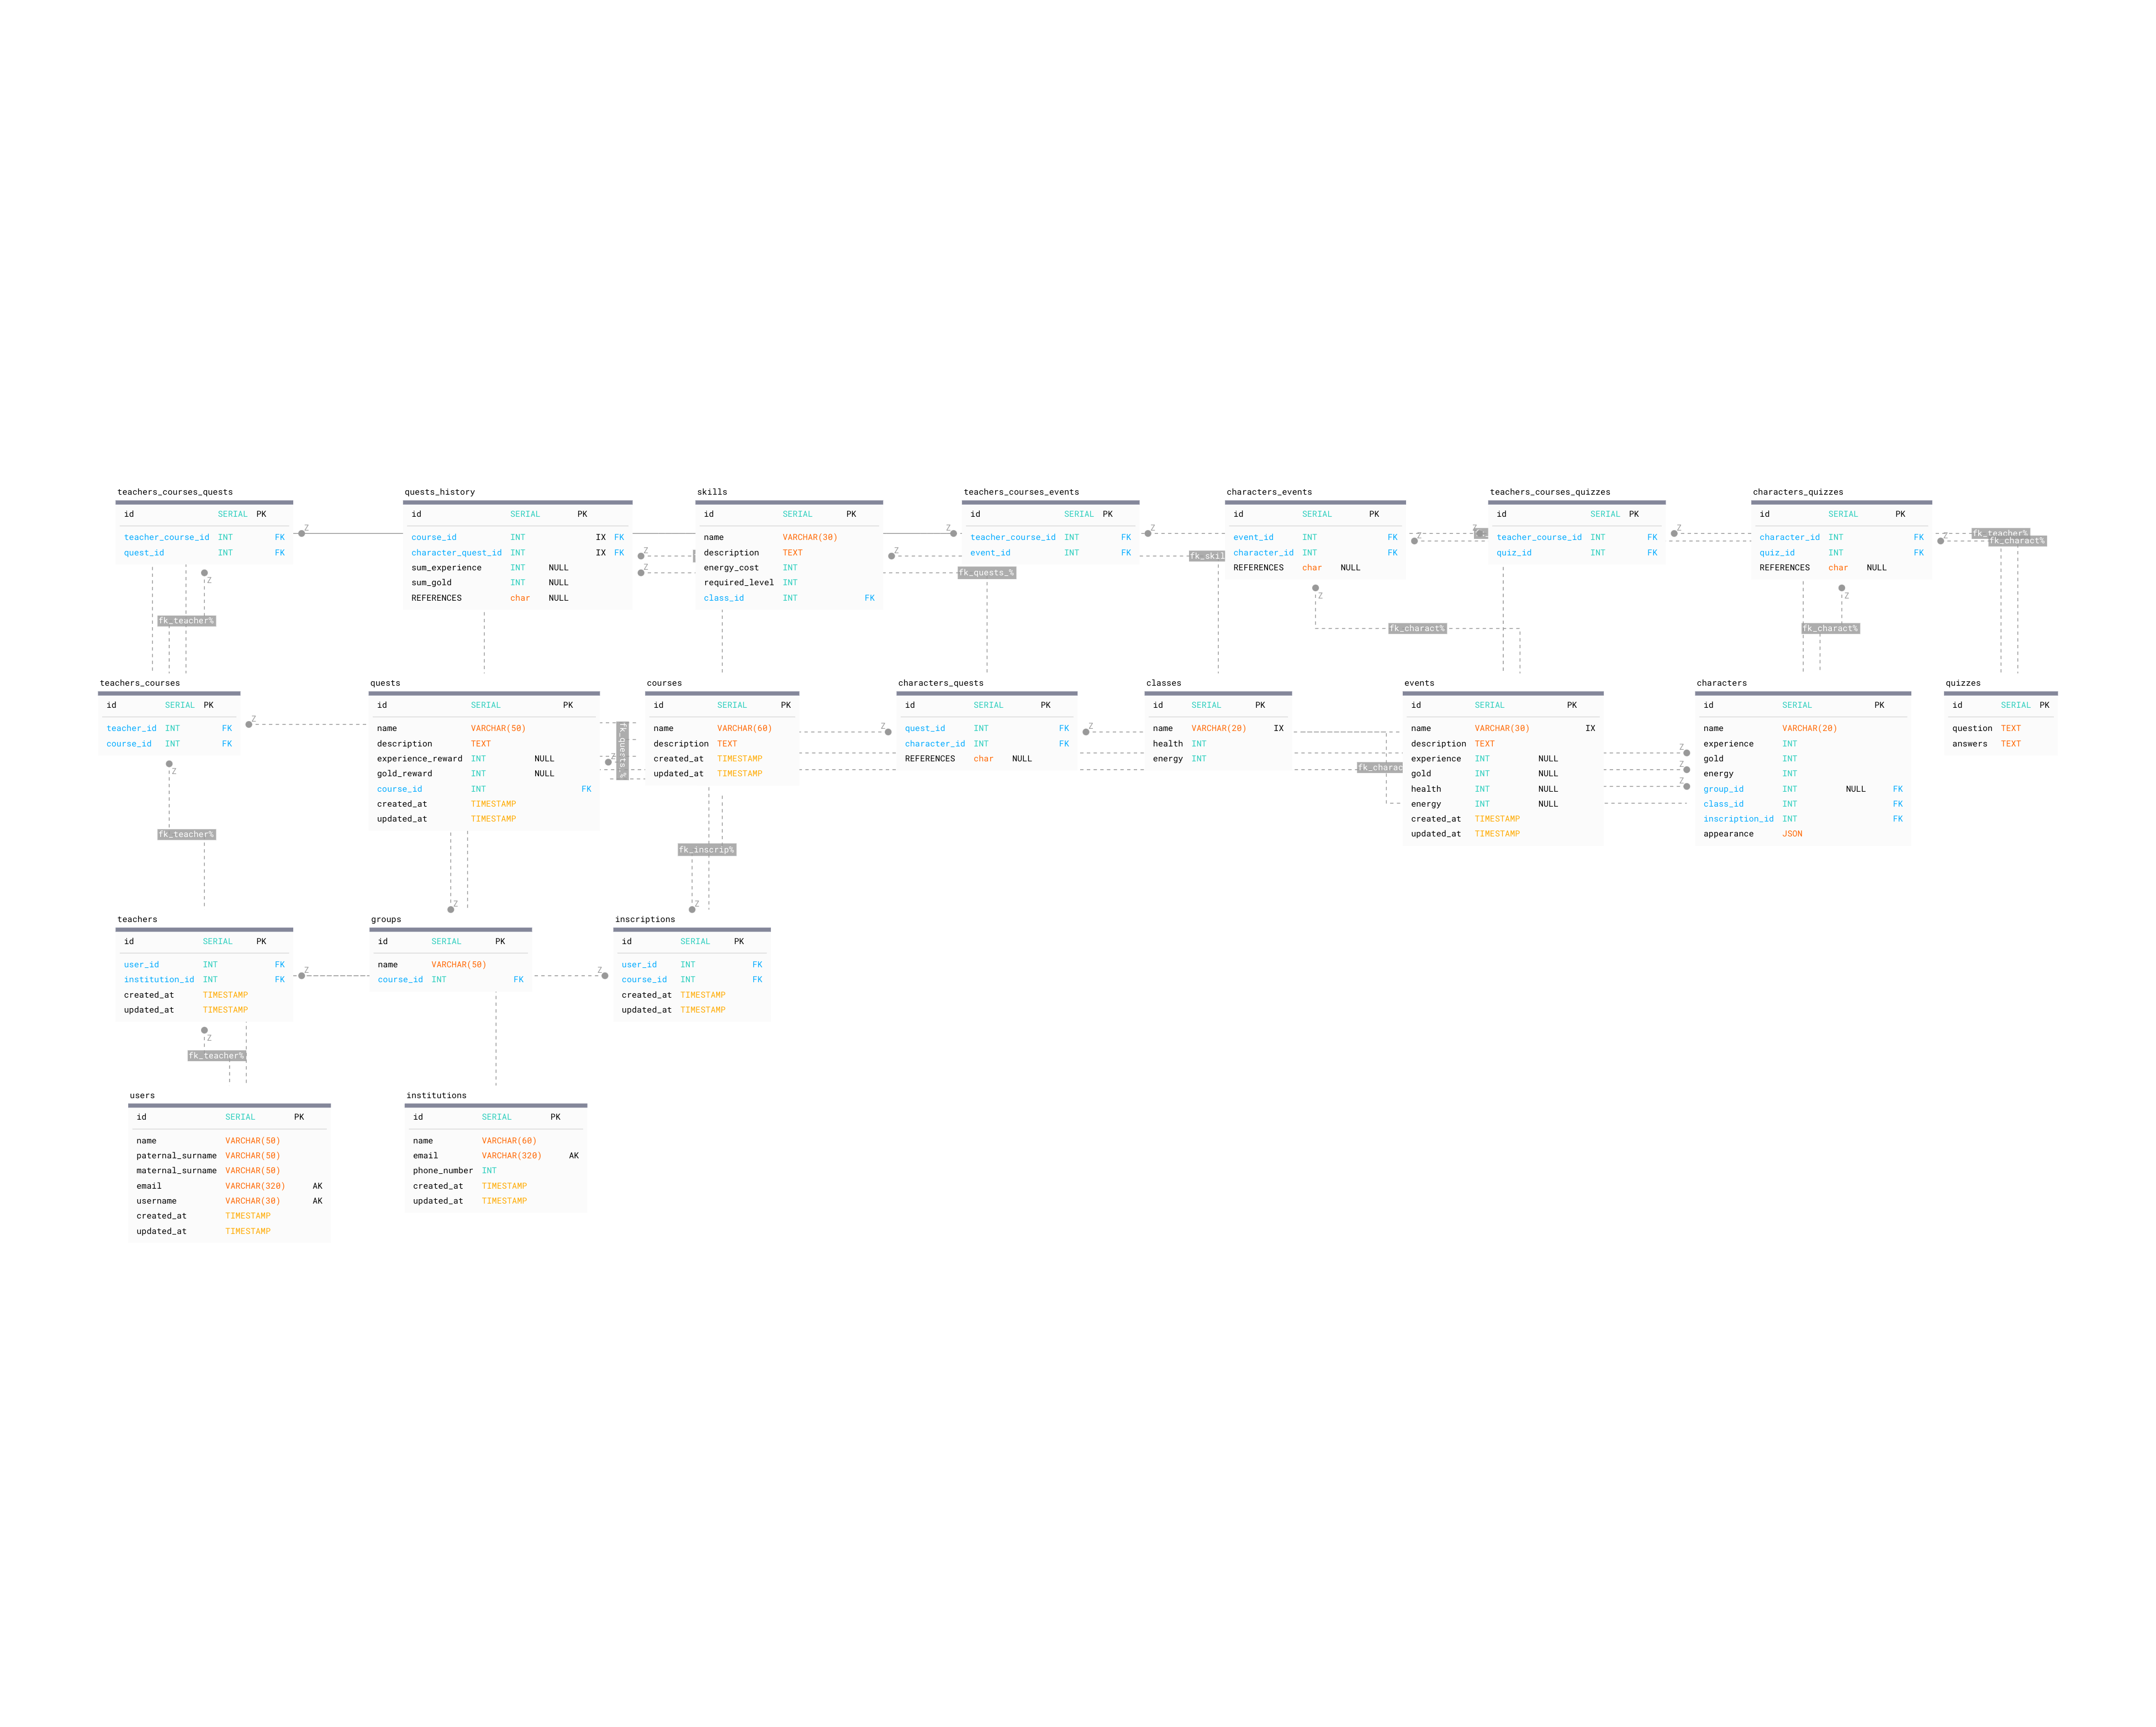 teachers_courses_quests
id SERIAL PK
teacher_course_id INT FK
quest_id INT FK
quests_history
id SERIAL PK
course_id INT IX FK
character_quest_id INT IX FK
sum_experience INT NULL
sum_gold INT NULL
REFERENCES char NULL
skills
id SERIAL PK
name VARCHAR(30)
description TEXT
energy_cost INT
required_level INT
class_id INT FK
teachers_courses_events
id SERIAL PK
teacher_course_id INT FK
event_id INT FK
characters_events
id SERIAL PK
event_id INT FK
character_id INT FK
REFERENCES char NULL
teachers_courses_quizzes
id SERIAL PK
teacher_course_id INT FK
quiz_id INT FK
characters_quizzes
id SERIAL PK
character_id INT FK
quiz_id INT FK
REFERENCES char NULL
Z
Z
Z
Z
Z
Z
Z
Z
Z
Z
Z
Z
Z
fk_teacher%
fk_charact%
fk_skil
fk_quests_%
fk_teacher%
fk_charact%
fk_charact%
teachers_courses
id SERIAL PK
teacher_id INT FK
course_id INT FK
quests
id SERIAL PK
name VARCHAR(50)
description TEXT
experience_reward INT NULL
gold_reward INT NULL
course_id INT FK
created_at TIMESTAMP
updated_at TIMESTAMP
courses
id SERIAL PK
name VARCHAR(60)
description TEXT
created_at TIMESTAMP
updated_at TIMESTAMP
characters_quests
id SERIAL PK
quest_id INT FK
character_id INT FK
REFERENCES char NULL
classes
id SERIAL PK
name VARCHAR(20) IX
health INT
energy INT
events
id SERIAL PK
name VARCHAR(30) IX
description TEXT
experience INT NULL
gold INT NULL
health INT NULL
energy INT NULL
created_at TIMESTAMP
updated_at TIMESTAMP
characters
id SERIAL PK
name VARCHAR(20)
experience INT
gold INT
energy INT
group_id INT NULL FK
class_id INT FK
inscription_id INT FK
appearance JSON
quizzes
id SERIAL PK
question TEXT
answers TEXT
Z
Z
Z
Z
Z
Z
Z
Z
fk_quests_%
fk_charac
fk_teacher%
fk_inscrip%
Z
Z
teachers
id SERIAL PK
user_id INT FK
institution_id INT FK
created_at TIMESTAMP
updated_at TIMESTAMP
groups
id SERIAL PK
name VARCHAR(50)
course_id INT FK
inscriptions
id SERIAL PK
user_id INT FK
course_id INT FK
created_at TIMESTAMP
updated_at TIMESTAMP
Z
Z
Z
fk_teacher%
users
id SERIAL PK
name VARCHAR(50)
paternal_surname VARCHAR(50)
maternal_surname VARCHAR(50)
email VARCHAR(320) AK
username VARCHAR(30) AK
created_at TIMESTAMP
updated_at TIMESTAMP
institutions
id SERIAL PK
name VARCHAR(60)
email VARCHAR(320) AK
phone_number INT
created_at TIMESTAMP
updated_at TIMESTAMP